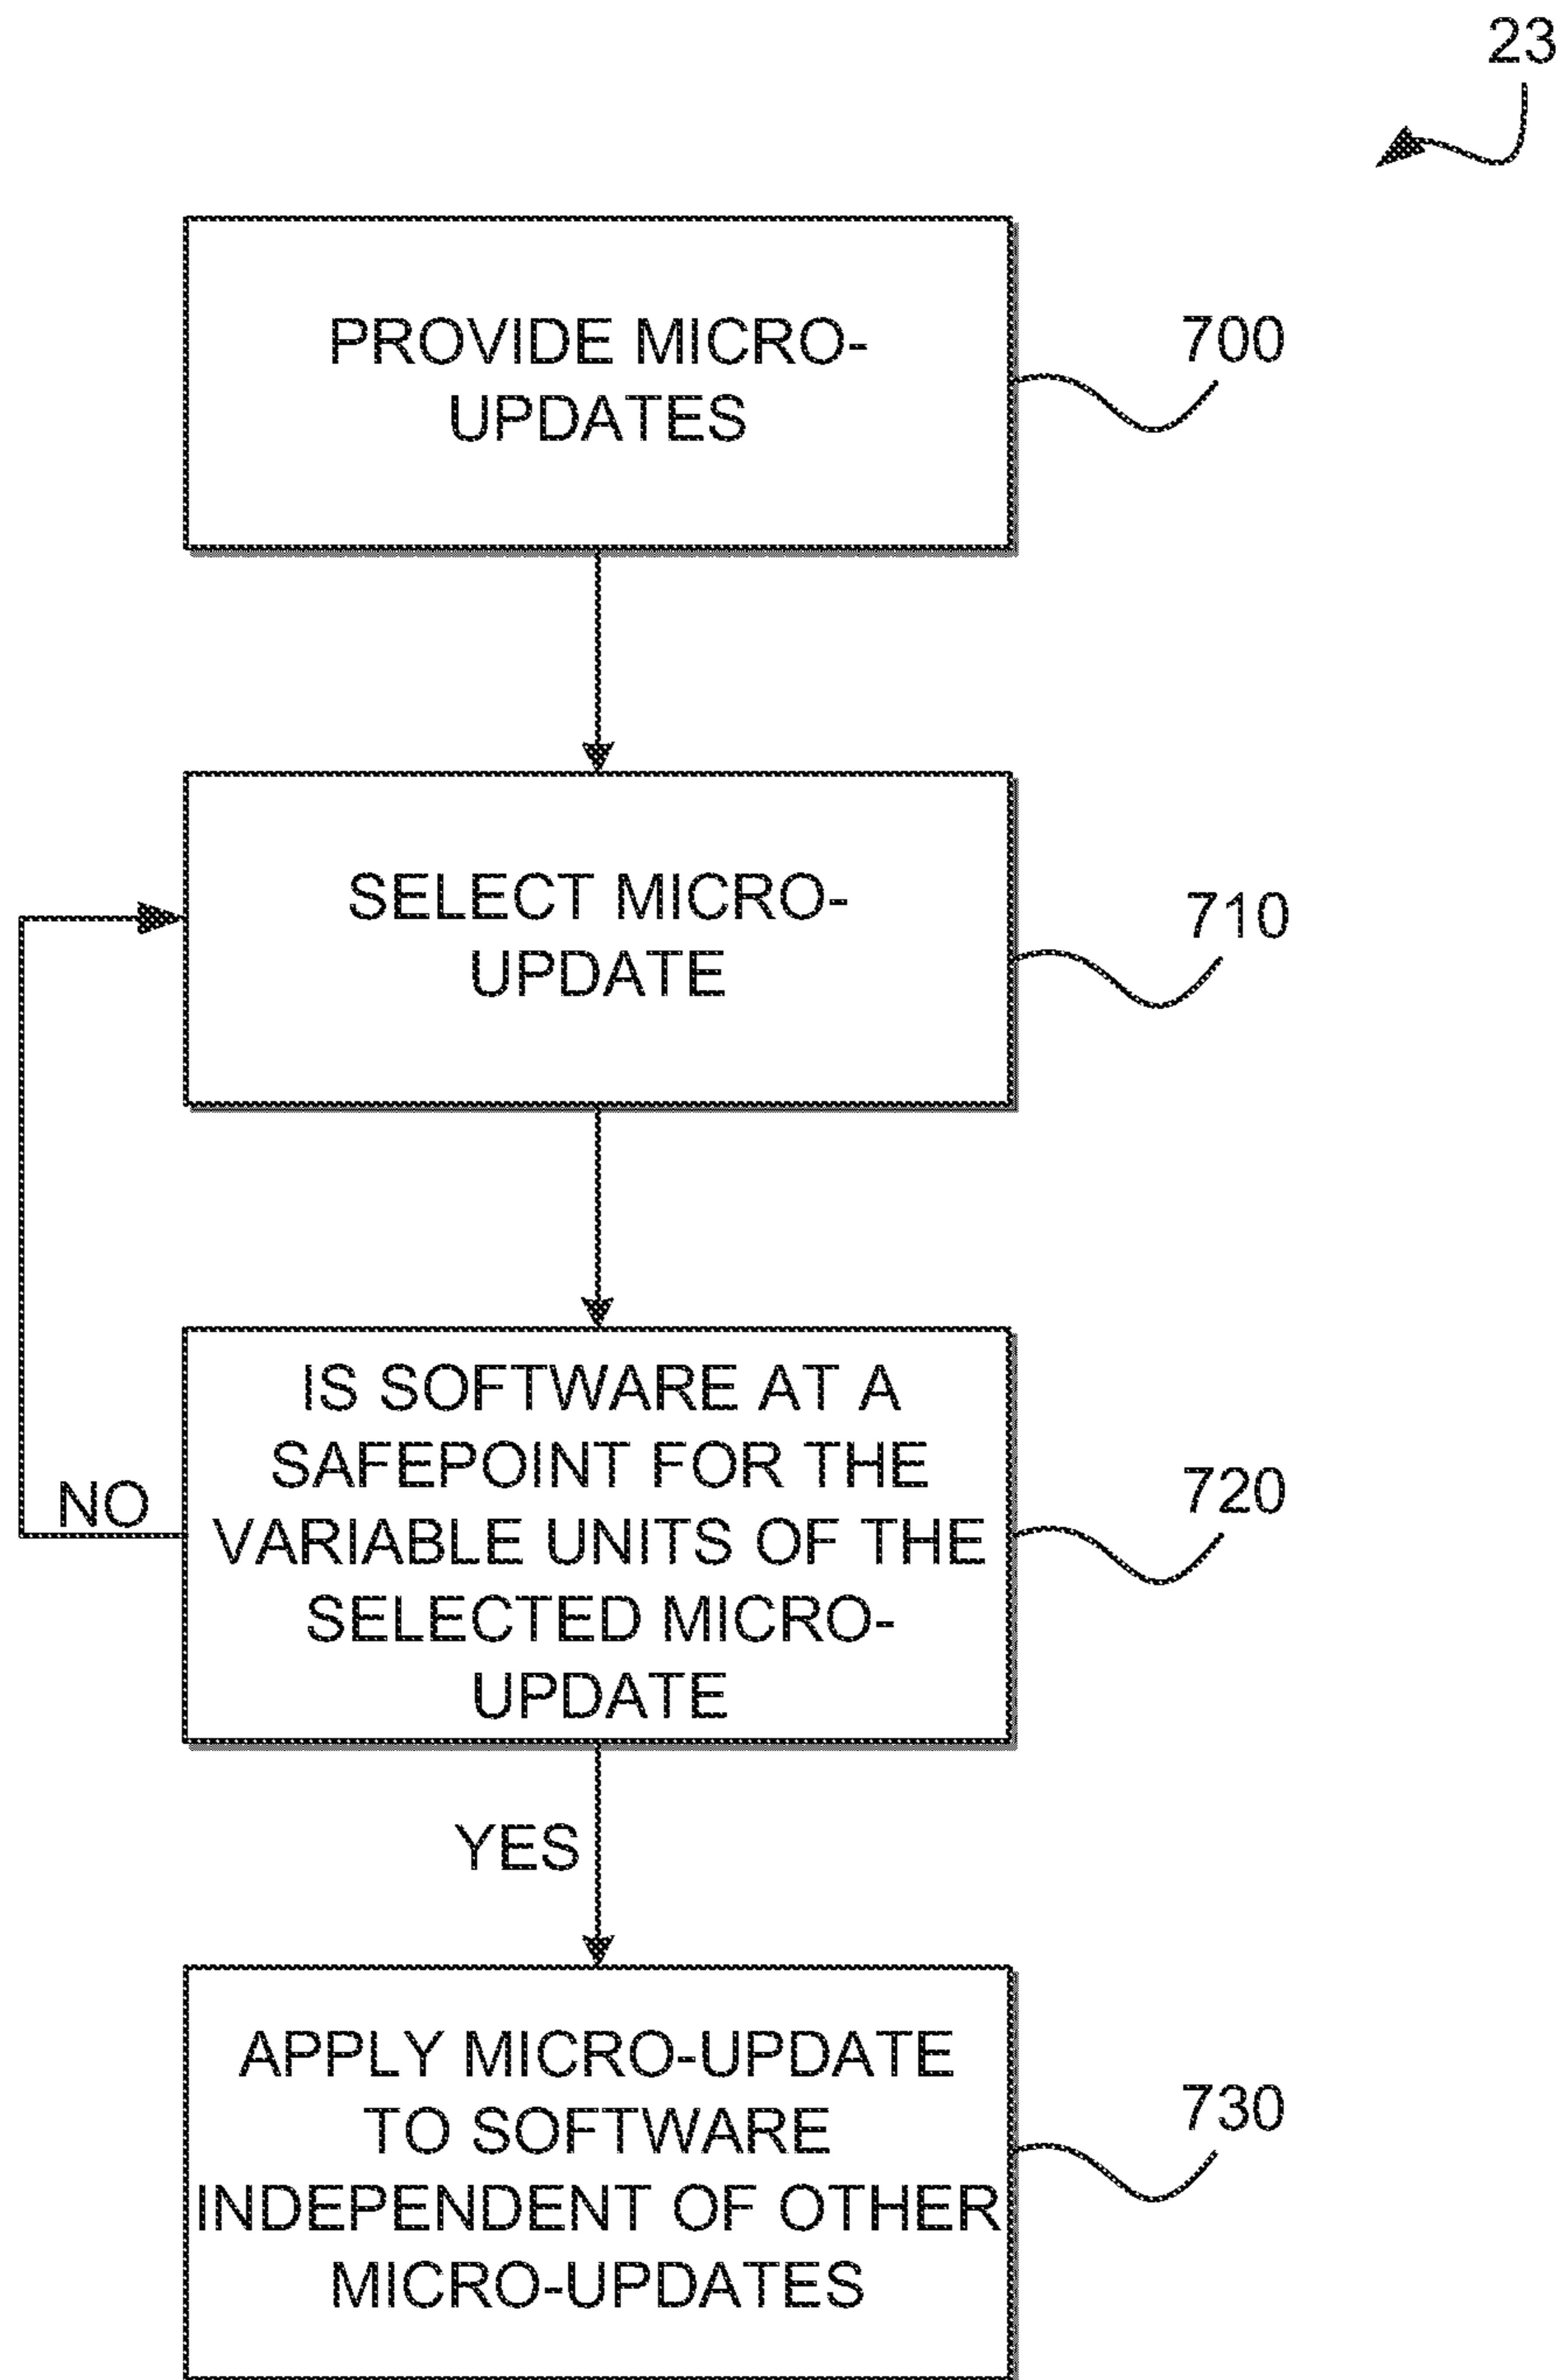 23
PROVIDE MICRO-
UPDATES
700
SELECT MICRO-
UPDATE
710
IS SOFTWARE AT A
SAFEPOINT FOR THE
VARIABLE UNITS OF THE
SELECTED MICRO-
UPDATE
720
NO
YES
APPLY MICRO-UPDATE
TO SOFTWARE
INDEPENDENT OF OTHER
MICRO-UPDATES
730